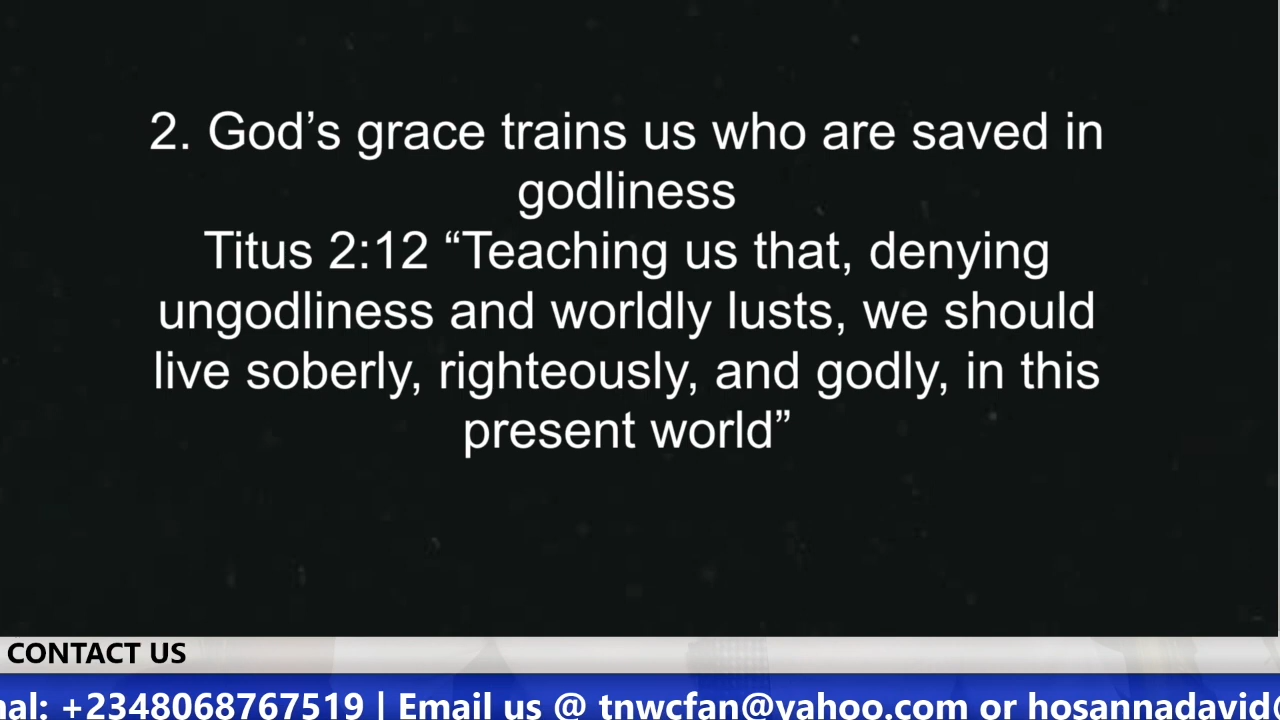 2. God’s grace trains us who are saved in
godliness
Titus 2:12 “Teaching us that, denying
ungodliness and worldly lusts, we should
live soberly, righteously, and godly, in this
present world”
CONTACT US
+2348068767519 | Email us @ tnwcfan@yahoo.com or